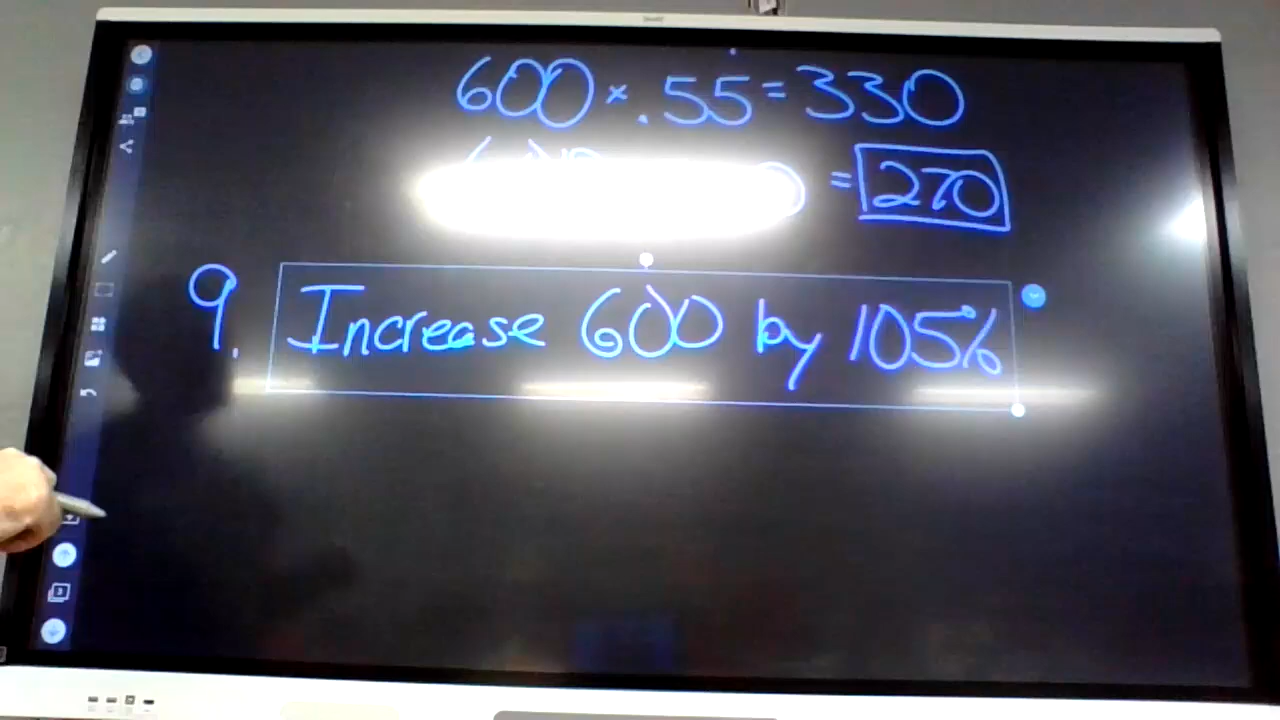 600 × .55 = 330
= 270
9. Increase 600 by 105%